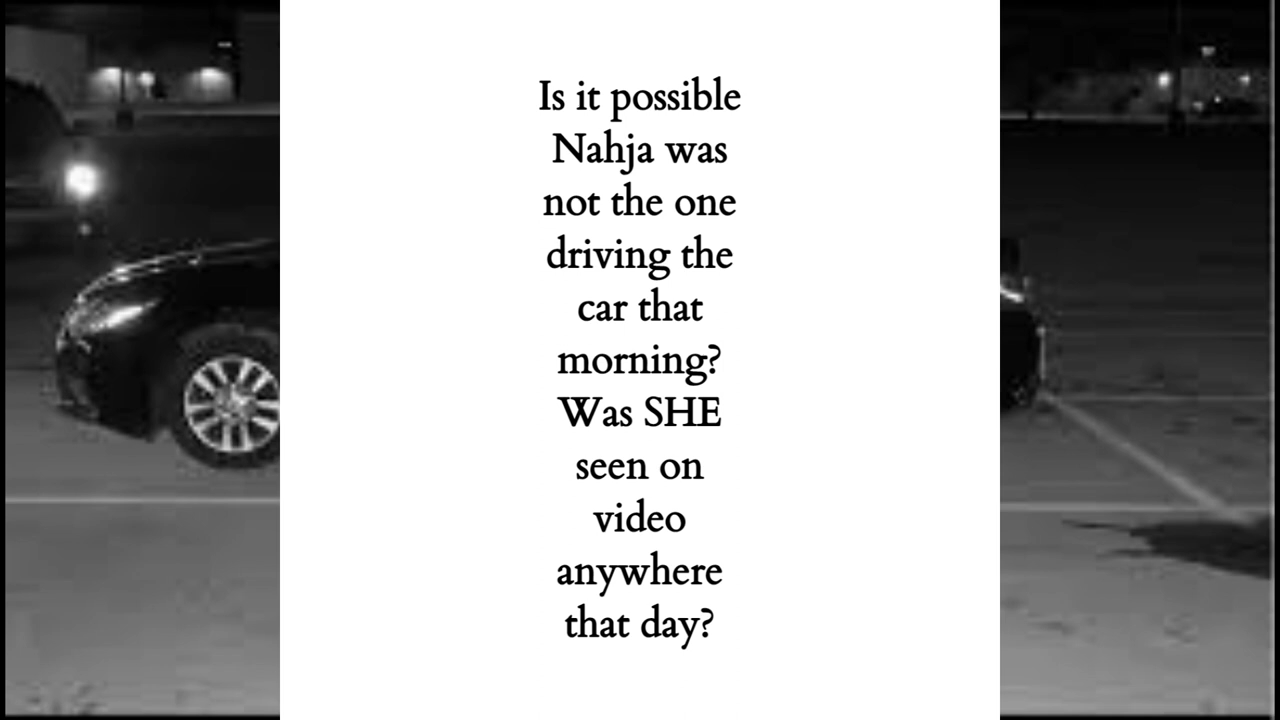 Is it possible
Nahja was
not the one
driving the
car that
morning?
Was SHE
seen on
video
anywhere
that day?